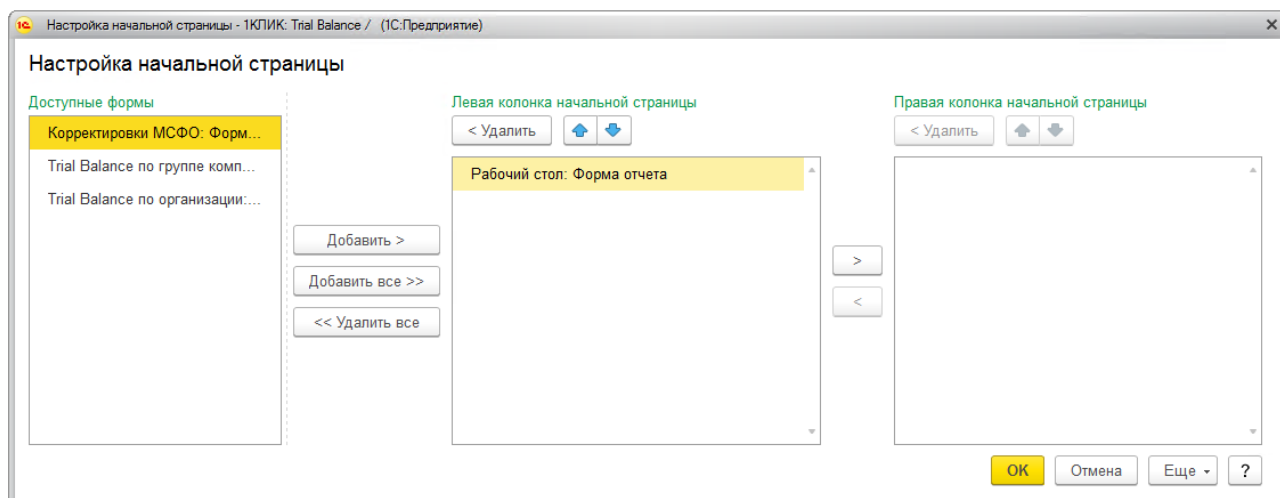 1С Настройка начальной страницы - 1КПИК: Trial Balance / (1С:Предприятие)
Настройка начальной страницы
Доступные формы
Корректировки МСФО: Форм...
Trial Balance по группе комп...
Trial Balance по организации:...
Добавить >
Добавить все >>
<< Удалить все
Левая колонка начальной страницы
< Удалить
Рабочий стол: Форма отчета
>
<
Правая колонка начальной страницы
< Удалить
OK Отмена Еще ?